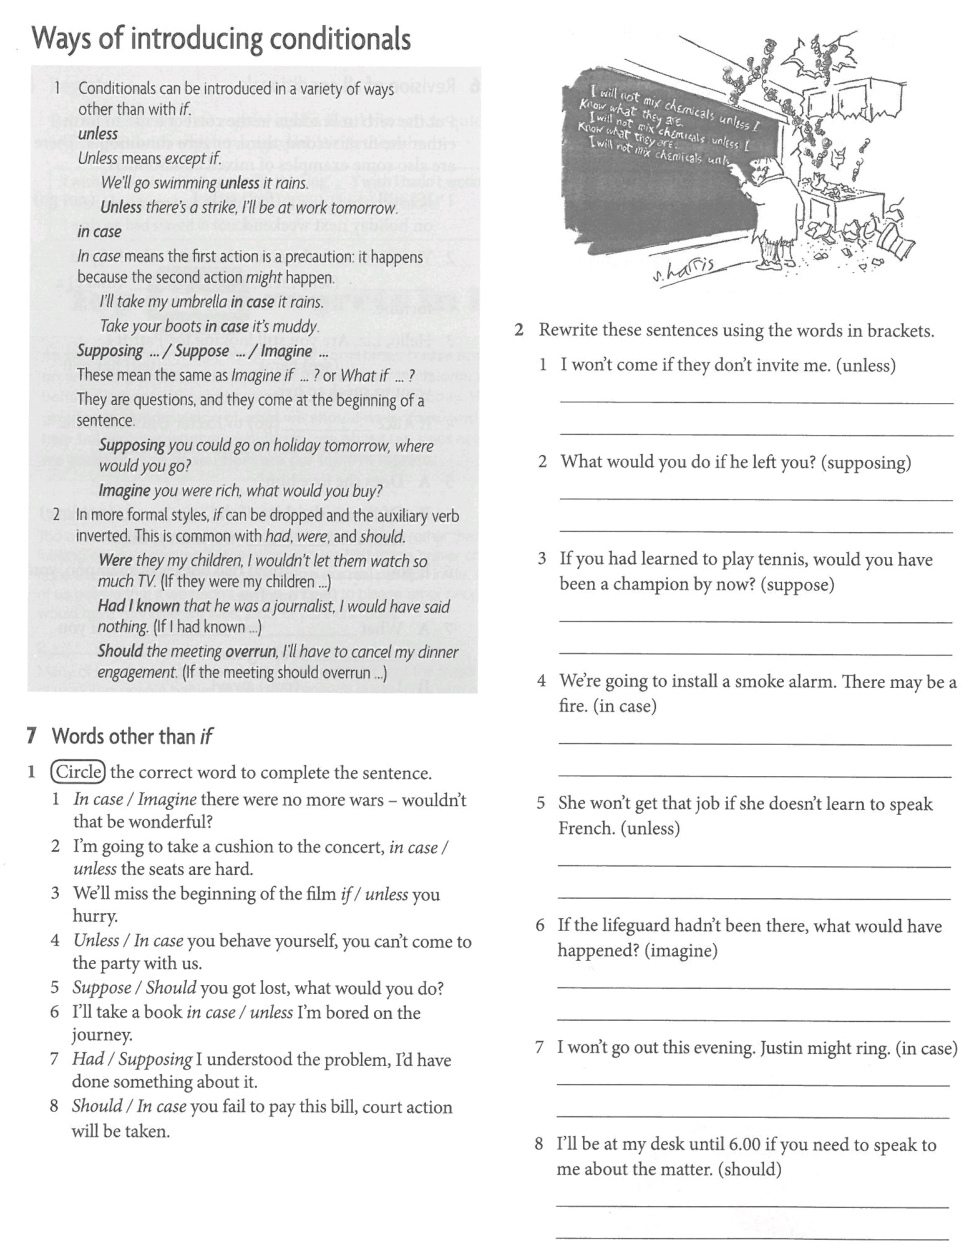 Ways of introducing conditionals
1 Conditionals can be introduced in a variety of ways
other than with if.
unless
Unless means except if.
We'll go swimming unless it rains.
Unless there's a strike, I'll be at work tomorrow.
in case
In case means the first action is a precaution: it happens
because the second action might happen.
I'll take my umbrella in case it rains.
Take your boots in case it's muddy.
Supposing ... / Suppose ... / Imagine ...
These mean the same as Imagine if ... ? or What if ... ?
They are questions, and they come at the beginning of a
sentence.
Supposing you could go on holiday tomorrow, where
would you go?
Imagine you were rich, what would you buy?
2 In more formal styles, if can be dropped and the auxiliary verb
inverted. This is common with had, were, and should.
Were they my children, I wouldn't let them watch so
much TV. (If they were my children ...)
Had I known that he was a journalist, I would have said
nothing. (If I had known ...)
Should the meeting overrun, I'll have to cancel my dinner
engagement. (If the meeting should overrun ...)
7 Words other than if
1 Circle the correct word to complete the sentence.
1 In case / Imagine there were no more wars – wouldn't
that be wonderful?
2 I'm going to take a cushion to the concert, in case /
unless the seats are hard.
3 We'll miss the beginning of the film if / unless you
hurry.
4 Unless / In case you behave yourself, you can't come to
the party with us.
5 Suppose / Should you got lost, what would you do?
6 I'll take a book in case / unless I'm bored on the
journey.
7 Had / Supposing I understood the problem, I'd have
done something about it.
8 Should / In case you fail to pay this bill, court action
will be taken.
I will not mix chemicals unless I
Know what they are.
I will not mix chemicals unless I
Know what they are.
I will not mix chemicals unl
S. Harris
2 Rewrite these sentences using the words in brackets.
1 I won't come if they don't invite me. (unless)
2 What would you do if he left you? (supposing)
3 If you had learned to play tennis, would you have
been a champion by now? (suppose)
4 We're going to install a smoke alarm. There may be a
fire. (in case)
5 She won't get that job if she doesn't learn to speak
French. (unless)
6 If the lifeguard hadn't been there, what would have
happened? (imagine)
7 I won't go out this evening. Justin might ring. (in case)
8 I'll be at my desk until 6.00 if you need to speak to
me about the matter. (should)